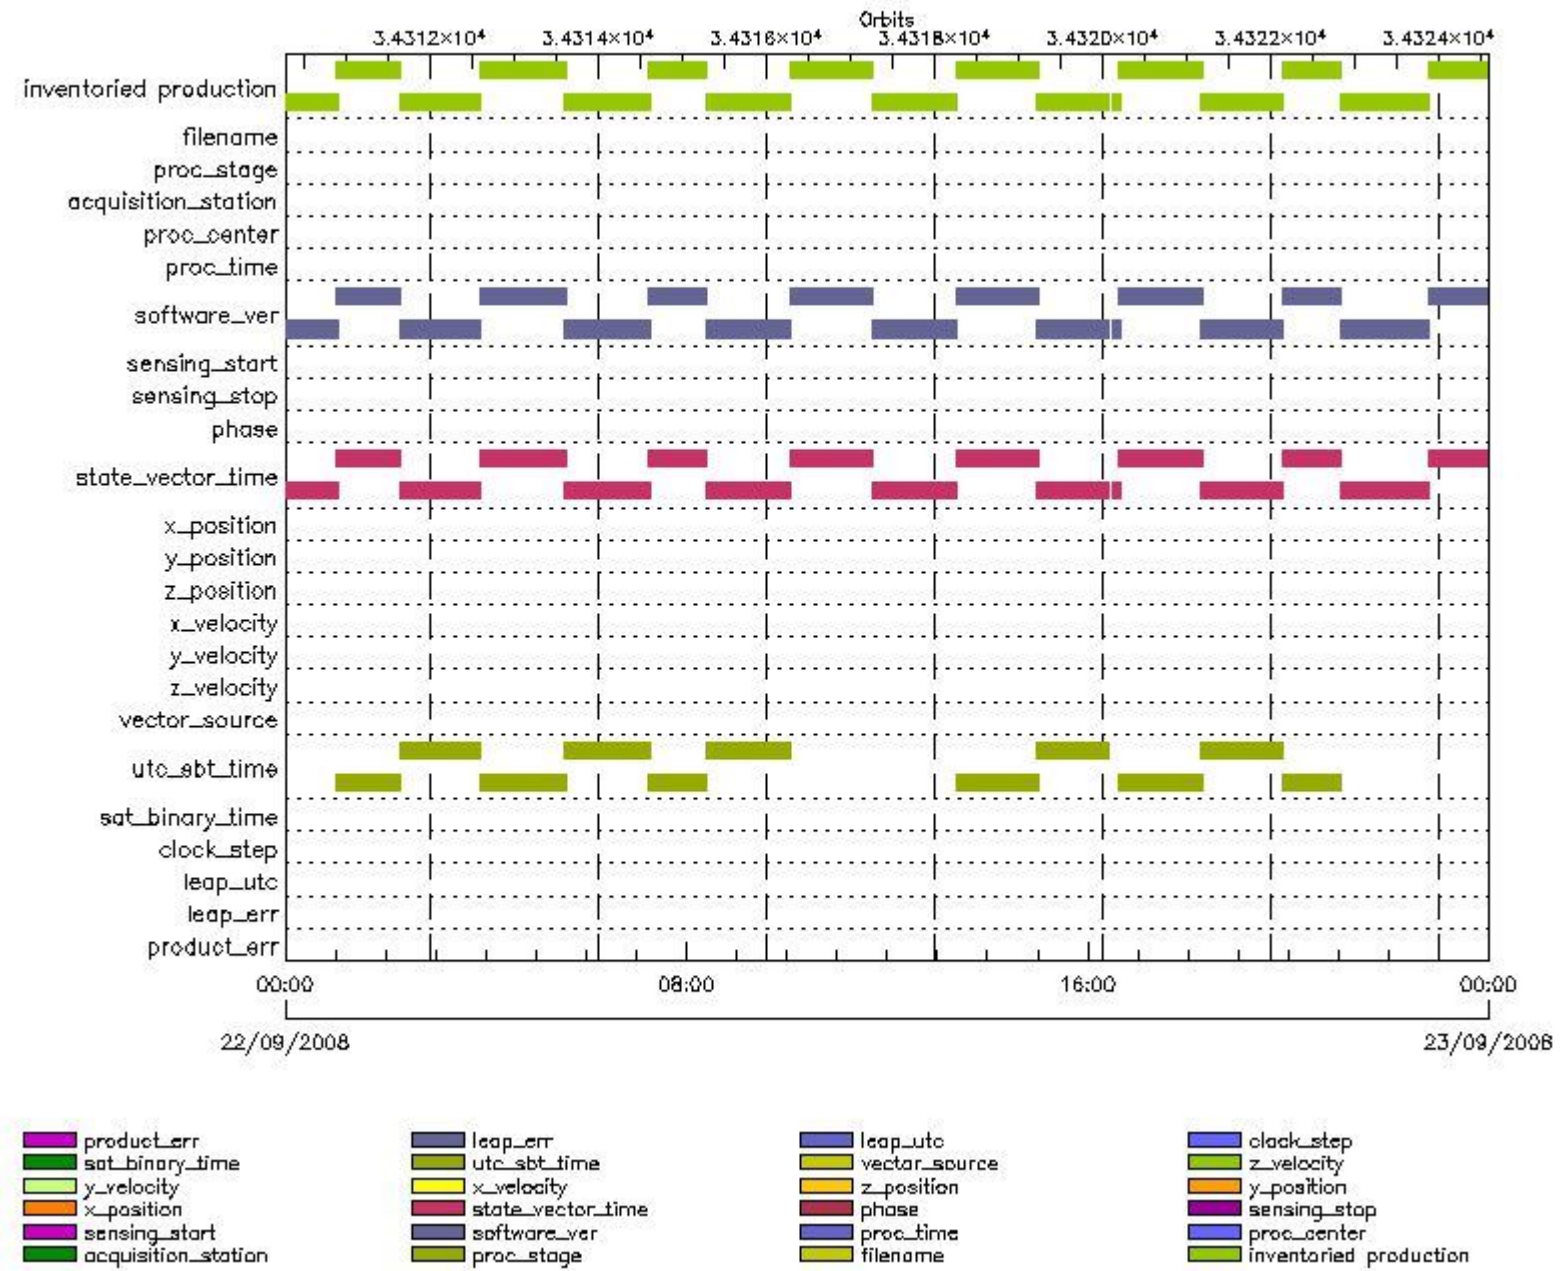 Orbits
3.4312×10⁴ 3.4314×10⁴ 3.4316×10⁴ 3.4318×10⁴ 3.4320×10⁴ 3.4322×10⁴ 3.4324×10⁴
inventoried production
filename
proc_stage
acquisition_station
proc_center
proc_time
software_ver
sensing_start
sensing_stop
phase
state_vector_time
x_position
y_position
z_position
x_velocity
y_velocity
z_velocity
vector_source
utc_sbt_time
sat_binary_time
clock_step
leap_utc
leap_err
product_err
00:00 08:00 16:00 00:00
22/09/2008 23/09/2008
product_err leap_err leap_utc clock_step
sat_binary_time utc_sbt_time vector_source z_velocity
y_velocity x_velocity z_position y_position
x_position state_vector_time phase sensing_stop
sensing_start software_ver proc_time proc_center
acquisition_station proc_stage filename inventoried production